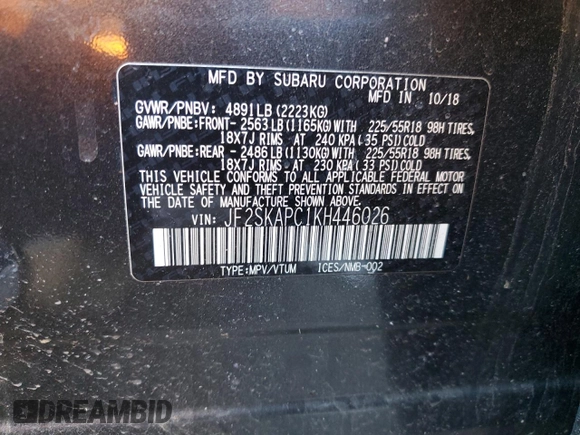 MFD BY SUBARU CORPORATION
MFD IN 10/18
GVWR/PNBV: 4891LB (2223KG)
GAWR/PNBE:FRONT- 2563LB (1165KG)WITH 225/55R18 98H TIRES,
18X7J RIMS AT 240 KPA (35 PSI) COLD
GAWR/PNBE:REAR - 2486LB (1130KG)WITH 225/55R18 98H TIRES,
18X7J RIMS AT 230 KPA (33 PSI) COLD
THIS VEHICLE CONFORMS TO ALL APPLICABLE FEDERAL MOTOR
VEHICLE SAFETY AND THEFT PREVENTION STANDARDS IN EFFECT ON
THE DATE OF MANUFACTURE SHOWN ABOVE.
VIN: JF2SKAPC1KH446026
TYPE:MPV/VTUM ICES/NMB-002
DREAMBID